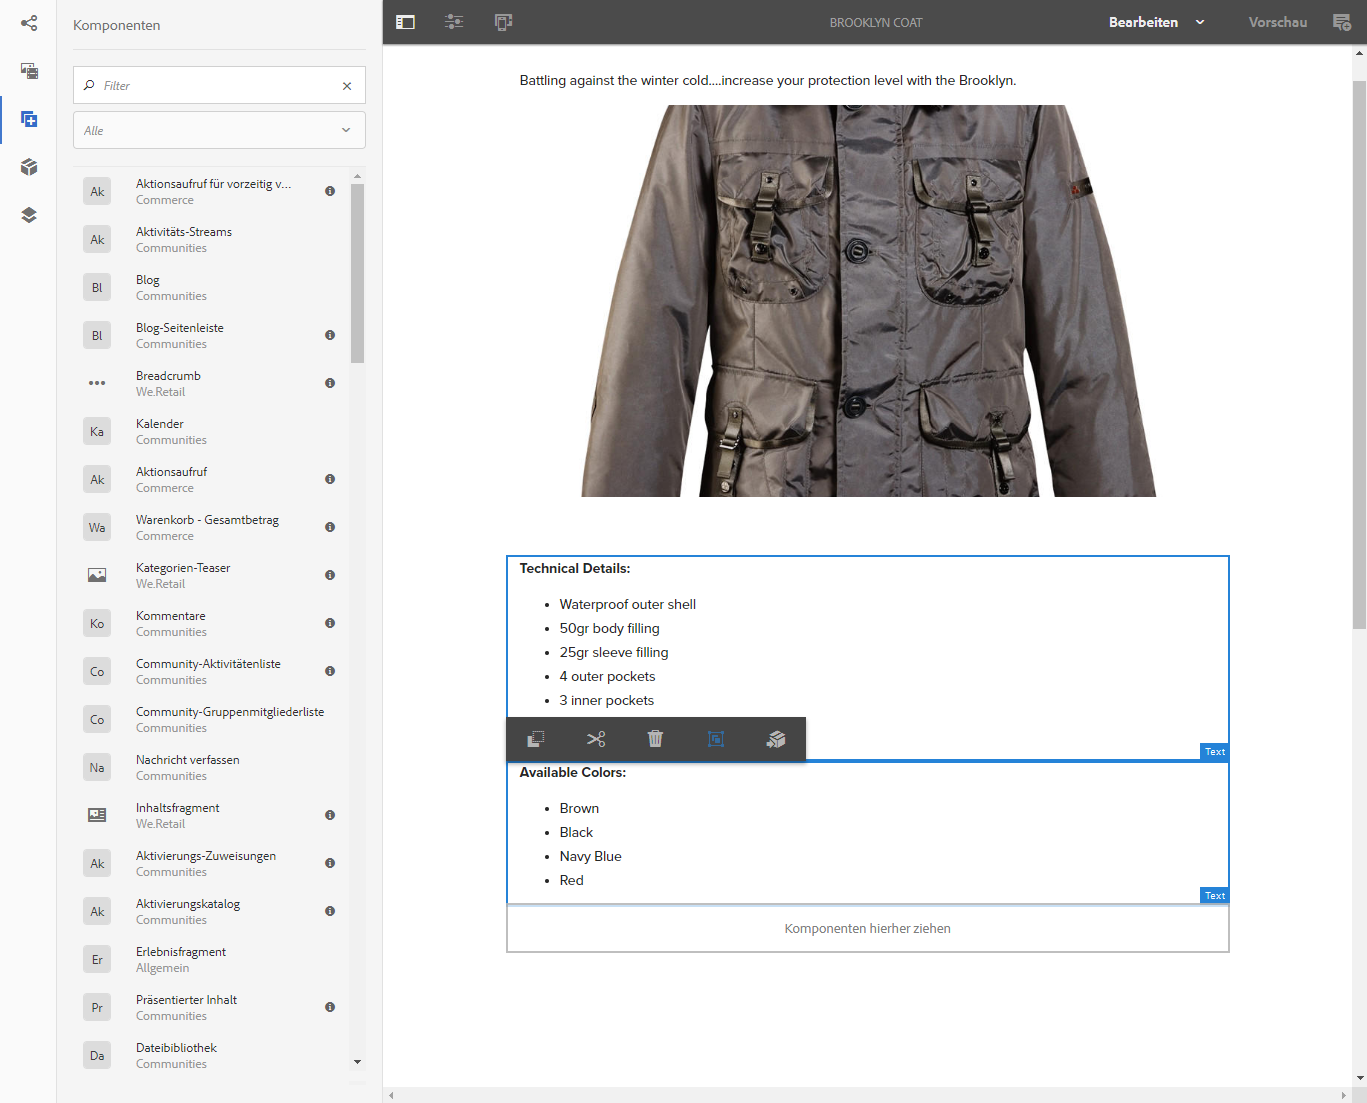 Komponenten
Filter
Alle
Ak
Aktionsaufruf für vorzeitig v...
Commerce
Ak
Aktivitäts-Streams
Communities
Bl
Blog
Communities
Bl
Blog-Seitenleiste
Communities
Breadcrumb
We.Retail
Ka
Kalender
Communities
Ak
Aktionsaufruf
Commerce
Wa
Warenkorb - Gesamtbetrag
Commerce
Kategorien-Teaser
We.Retail
Ko
Kommentare
Communities
Co
Community-Aktivitätenliste
Communities
Co
Community-Gruppenmitgliederliste
Communities
Na
Nachricht verfassen
Communities
Inhaltsfragment
We.Retail
Ak
Aktivierungs-Zuweisungen
Communities
Ak
Aktivierungskatalog
Communities
Er
Erlebnisfragment
Allgemein
Pr
Präsentierter Inhalt
Communities
Da
Dateibibliothek
Communities
BROOKLYN COAT
Bearbeiten
Vorschau
Battling against the winter cold....increase your protection level with the Brooklyn.
Technical Details:
• Waterproof outer shell
• 50gr body filling
• 25gr sleeve filling
• 4 outer pockets
• 3 inner pockets
Text
Available Colors:
• Brown
• Black
• Navy Blue
• Red
Text
Komponenten hierher ziehen